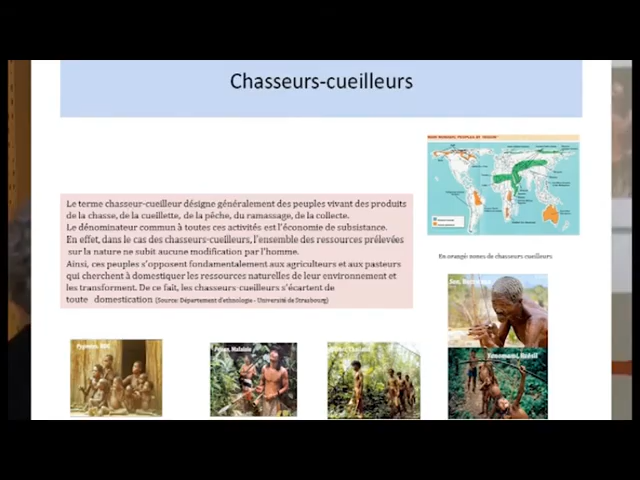 Chasseurs-cueilleurs
Le terme chasseur-cueilleur désigne généralement des peuples vivant des produits
de la chasse, de la cueillette, de la pêche, du ramassage, de la collecte.
Le dénominateur commun à toutes ces activités est l'économie de subsistance.
En effet, dans le cas des chasseurs-cueilleurs, l'ensemble des ressources prélevées
sur la nature ne subit aucune modification par l'homme.
Ainsi, ces peuples s'opposent fondamentalement aux agriculteurs et aux pasteurs
qui cherchent à domestiquer les ressources naturelles de leur environnement et
les transforment. De ce fait, les chasseurs-cueilleurs s'écartent de
toute domestication (Source: Département d'ethnologie - Université de Strasbourg)
En orange zones de chasseurs cueilleurs
San,
Yanomami, Brésil
Pygmées, RDC
Malaisie